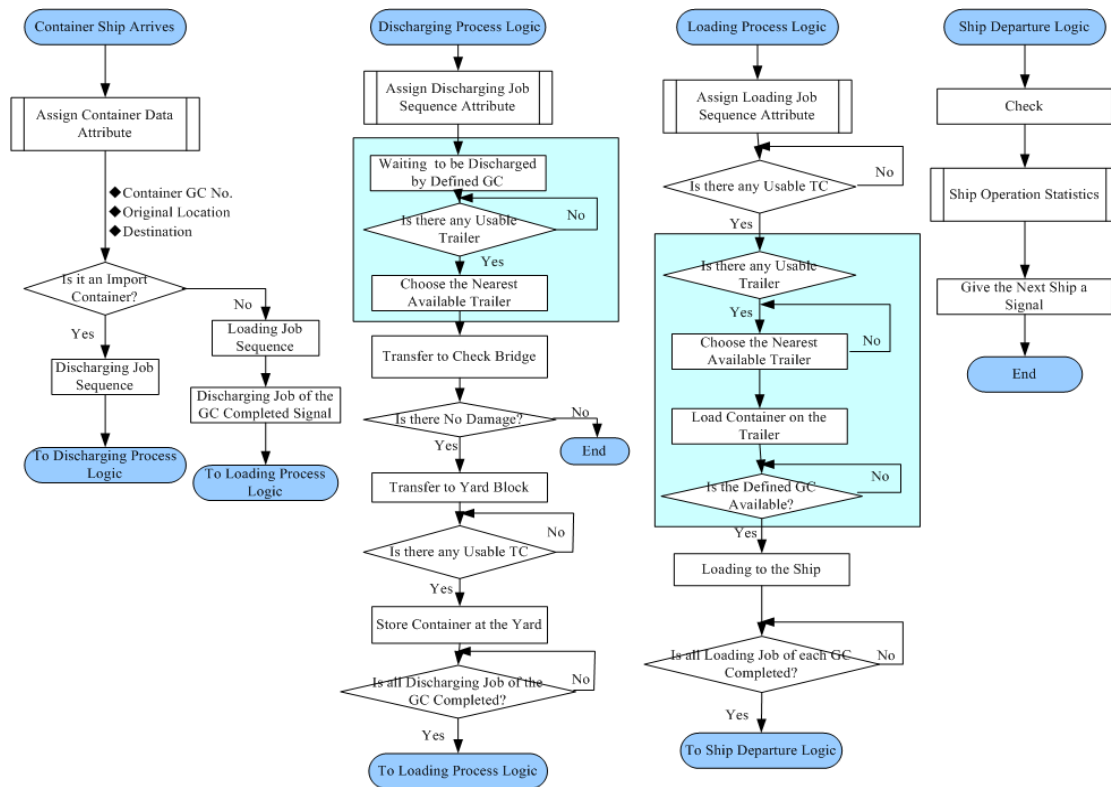 Container Ship Arrives
Assign Container Data
Attribute
◆Container GC No.
◆Original Location
◆Destination
Is it an Import
Container?
No
Yes
Loading Job
Sequence
Discharging Job
Sequence
Discharging Job of the
GC Completed Signal
To Discharging Process
Logic
To Loading Process
Logic
Discharging Process Logic
Assign Discharging Job
Sequence Attribute
Waiting to be Discharged
by Defined GC
Is there any Usable
Trailer
No
Yes
Choose the Nearest
Available Trailer
Transfer to Check Bridge
Is there No Damage?
No
End
Yes
Transfer to Yard Block
Is there any Usable TC
No
Yes
Store Container at the Yard
Is all Discharging Job of the
GC Completed?
No
Yes
To Loading Process Logic
Loading Process Logic
Assign Loading Job
Sequence Attribute
Is there any Usable TC
No
Yes
Is there any Usable
Trailer
Yes
No
Choose the Nearest
Available Trailer
Load Container on the
Trailer
Is the Defined GC
Available?
No
Yes
Loading to the Ship
Is all Loading Job of each GC
Completed?
No
Yes
To Ship Departure Logic
Ship Departure Logic
Check
Ship Operation Statistics
Give the Next Ship a
Signal
End